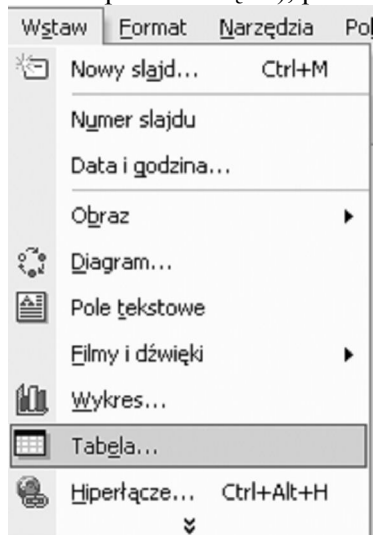 Wstaw Format Narzędzia
Nowy slajd... Ctrl+M
Numer slajdu
Data i godzina...
Obraz
Diagram...
Pole tekstowe
Filmy i dźwięki
Wykres...
Tabela...
Hiperłącze... Ctrl+Alt+H